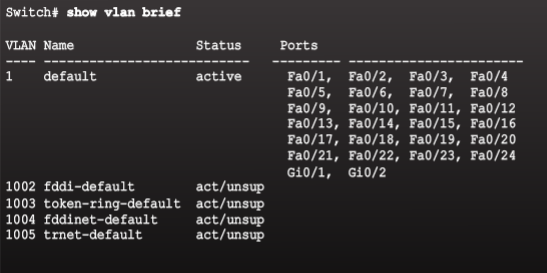 Switch# show vlan brief
VLAN Name Status Ports
---- -------------------------- --------- --------- -----------------------
1 default active Fa0/1, Fa0/2, Fa0/3, Fa0/4
Fa0/5, Fa0/6, Fa0/7, Fa0/8
Fa0/9, Fa0/10, Fa0/11, Fa0/12
Fa0/13, Fa0/14, Fa0/15, Fa0/16
Fa0/17, Fa0/18, Fa0/19, Fa0/20
Fa0/21, Fa0/22, Fa0/23, Fa0/24
Gi0/1, Gi0/2
1002 fddi-default act/unsup
1003 token-ring-default act/unsup
1004 fddinet-default act/unsup
1005 trnet-default act/unsup